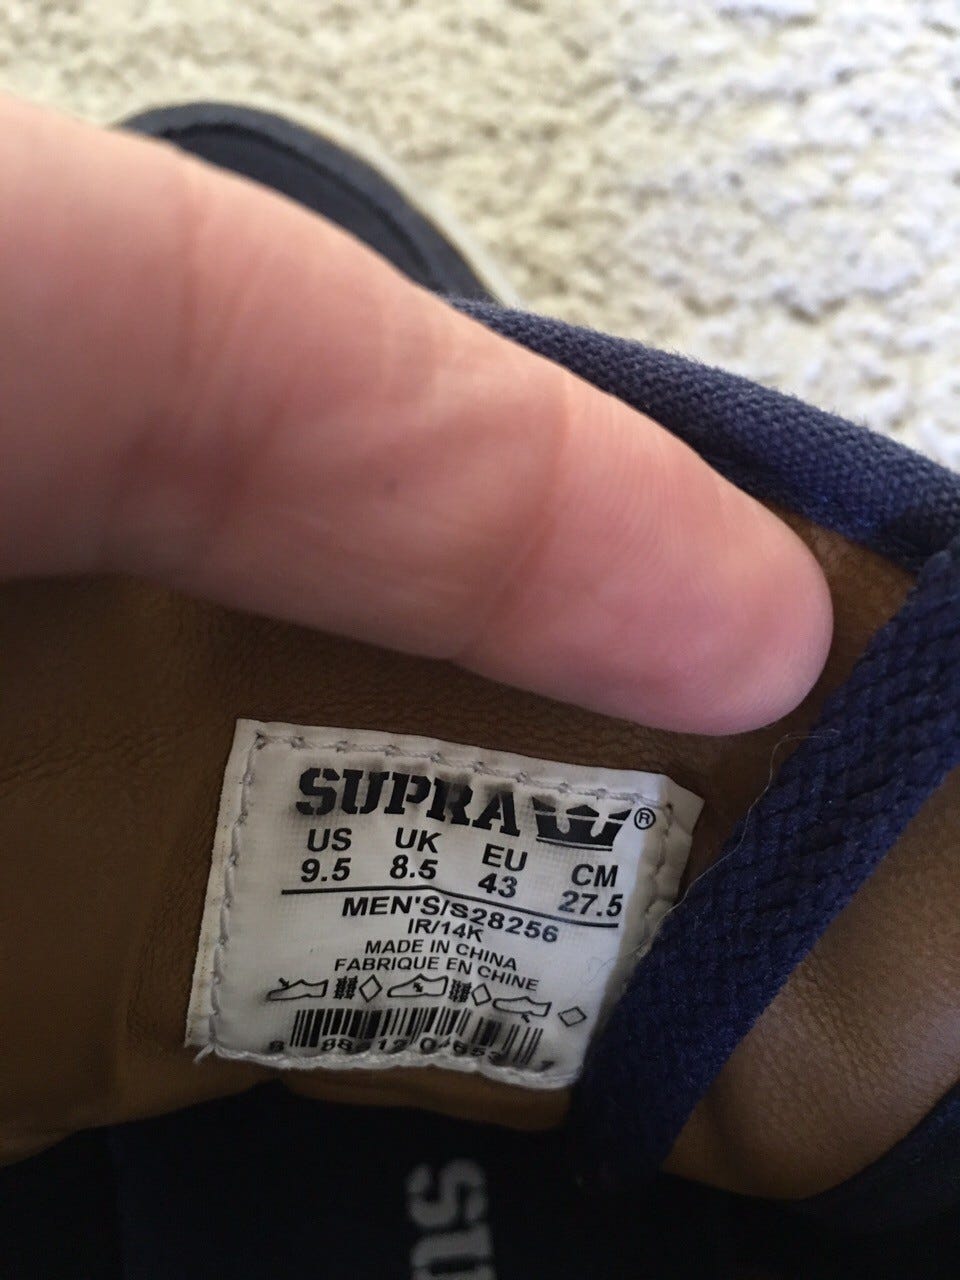 SUPRA ®
US UK EU CM
9.5 8.5 43 27.5
MEN'S/S28256
IR/14K
MADE IN CHINA
FABRIQUE EN CHINE
SU